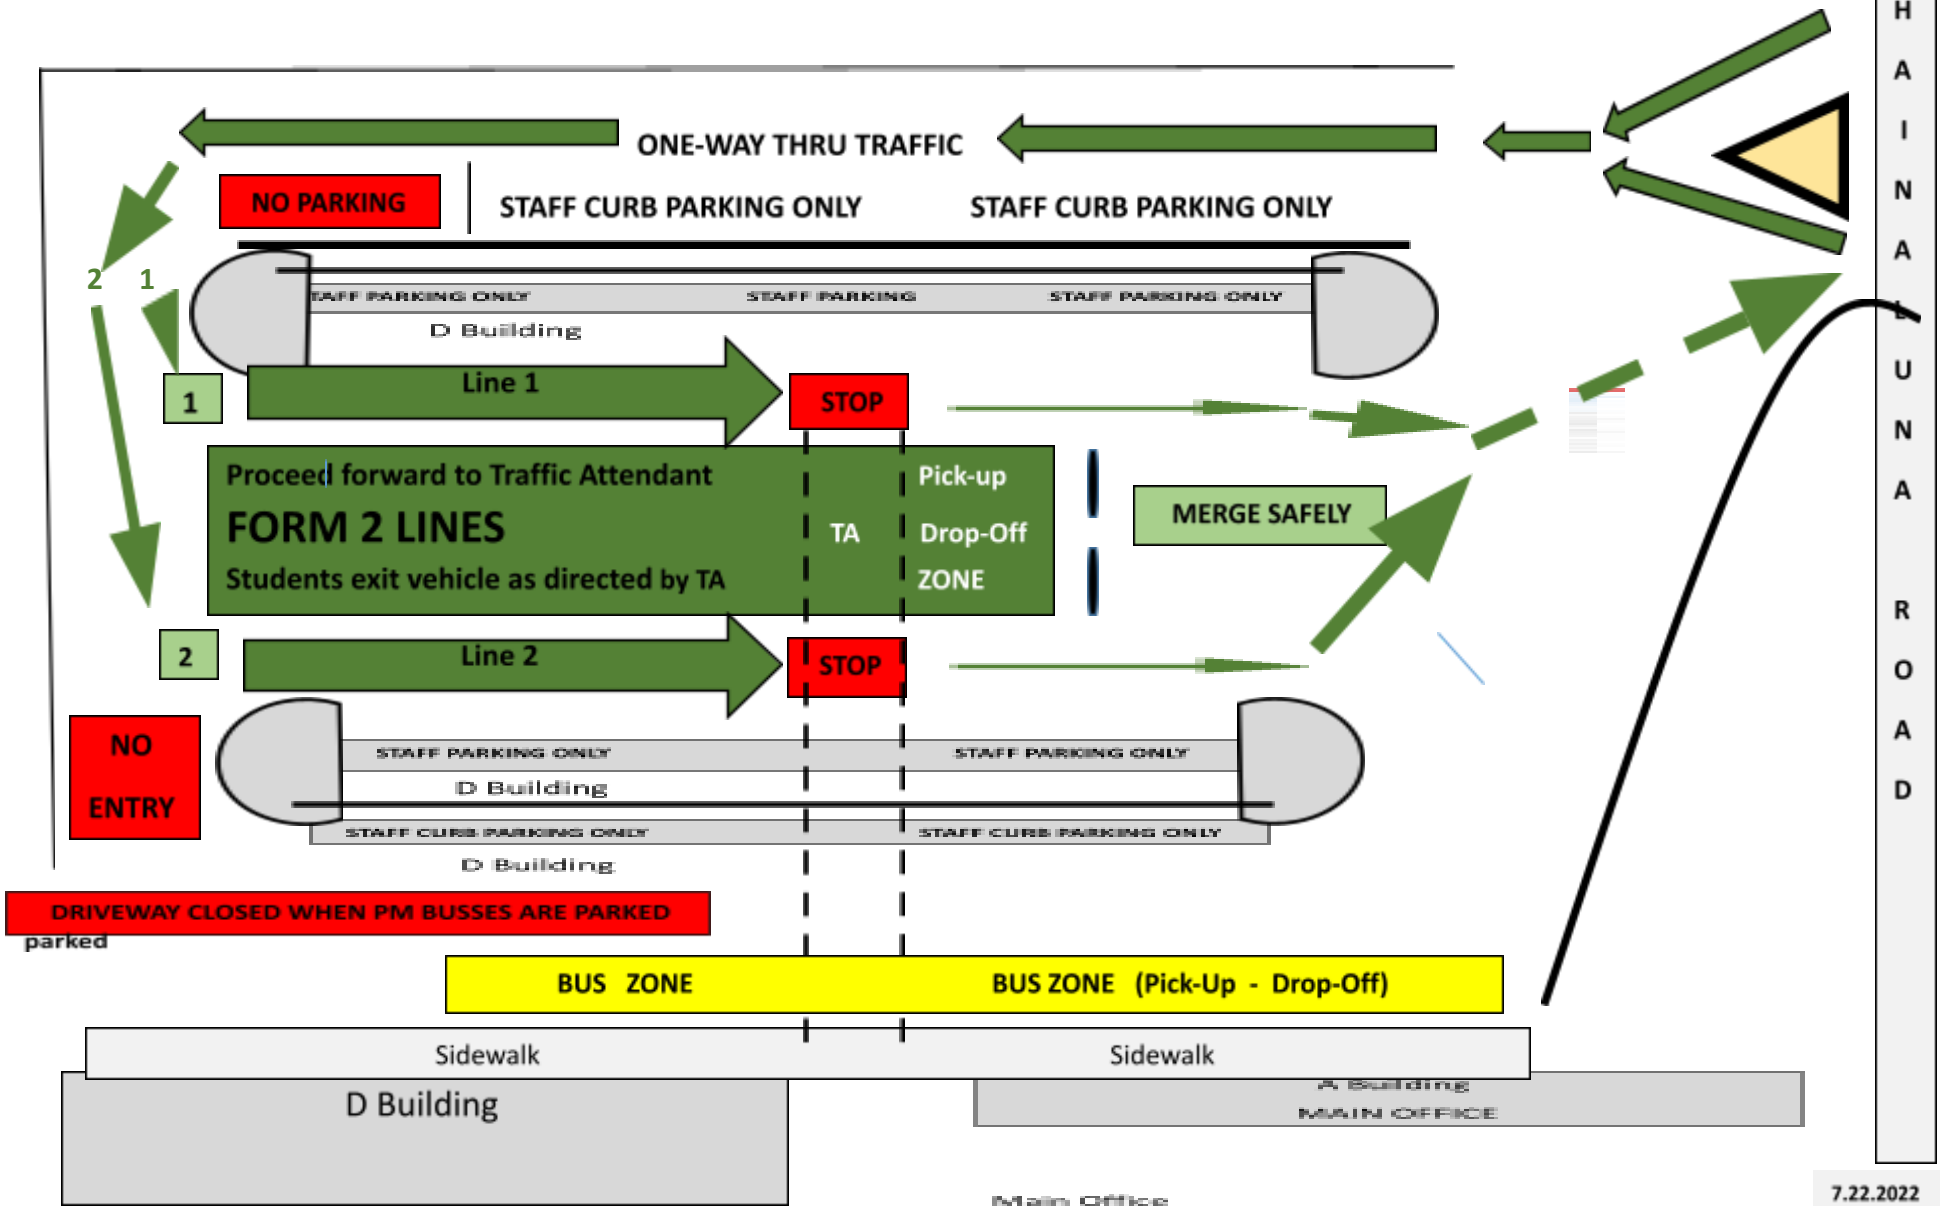 ONE-WAY THRU TRAFFIC
NO PARKING
STAFF CURB PARKING ONLY
STAFF CURB PARKING ONLY
2
1
TAFF PARKING ONLY
STAFF PARKING
STAFF PARKING ONLY
D Building
Line 1
1
STOP
Proceed forward to Traffic Attendant
FORM 2 LINES
Students exit vehicle as directed by TA
TA
Pick-up
Drop-Off
ZONE
MERGE SAFELY
2
Line 2
STOP
NO
ENTRY
STAFF PARKING ONLY
STAFF PARKING ONLY
D Building
STAFF CURB PARKING ONLY
STAFF CURB PARKING ONLY
D Building
DRIVEWAY CLOSED WHEN PM BUSSES ARE PARKED
parked
BUS ZONE
BUS ZONE (Pick-Up - Drop-Off)
Sidewalk
Sidewalk
D Building
A Building
MAIN OFFICE
Main Office
HAINALUNA ROAD
7.22.2022